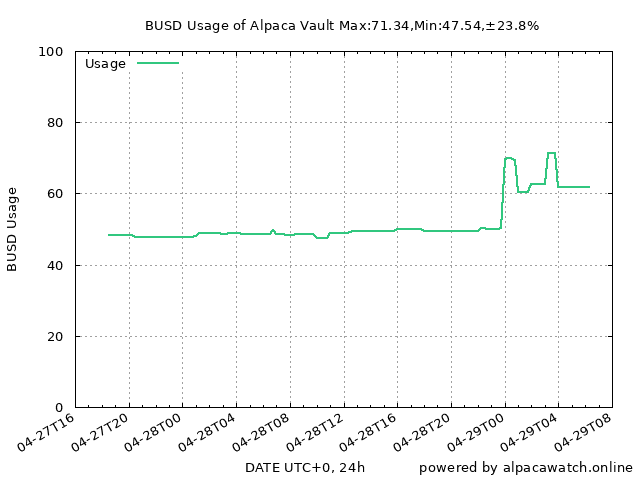 BUSD Usage of Alpaca Vault Max:71.34,Min:47.54,±23.8%
Usage
BUSD Usage
100
80
60
40
20
0
04-27T16
04-27T20
04-28T00
04-28T04
04-28T08
04-28T12
04-28T16
04-28T20
04-29T00
04-29T04
04-29T08
DATE UTC+0, 24h
powered by alpacawatch.online